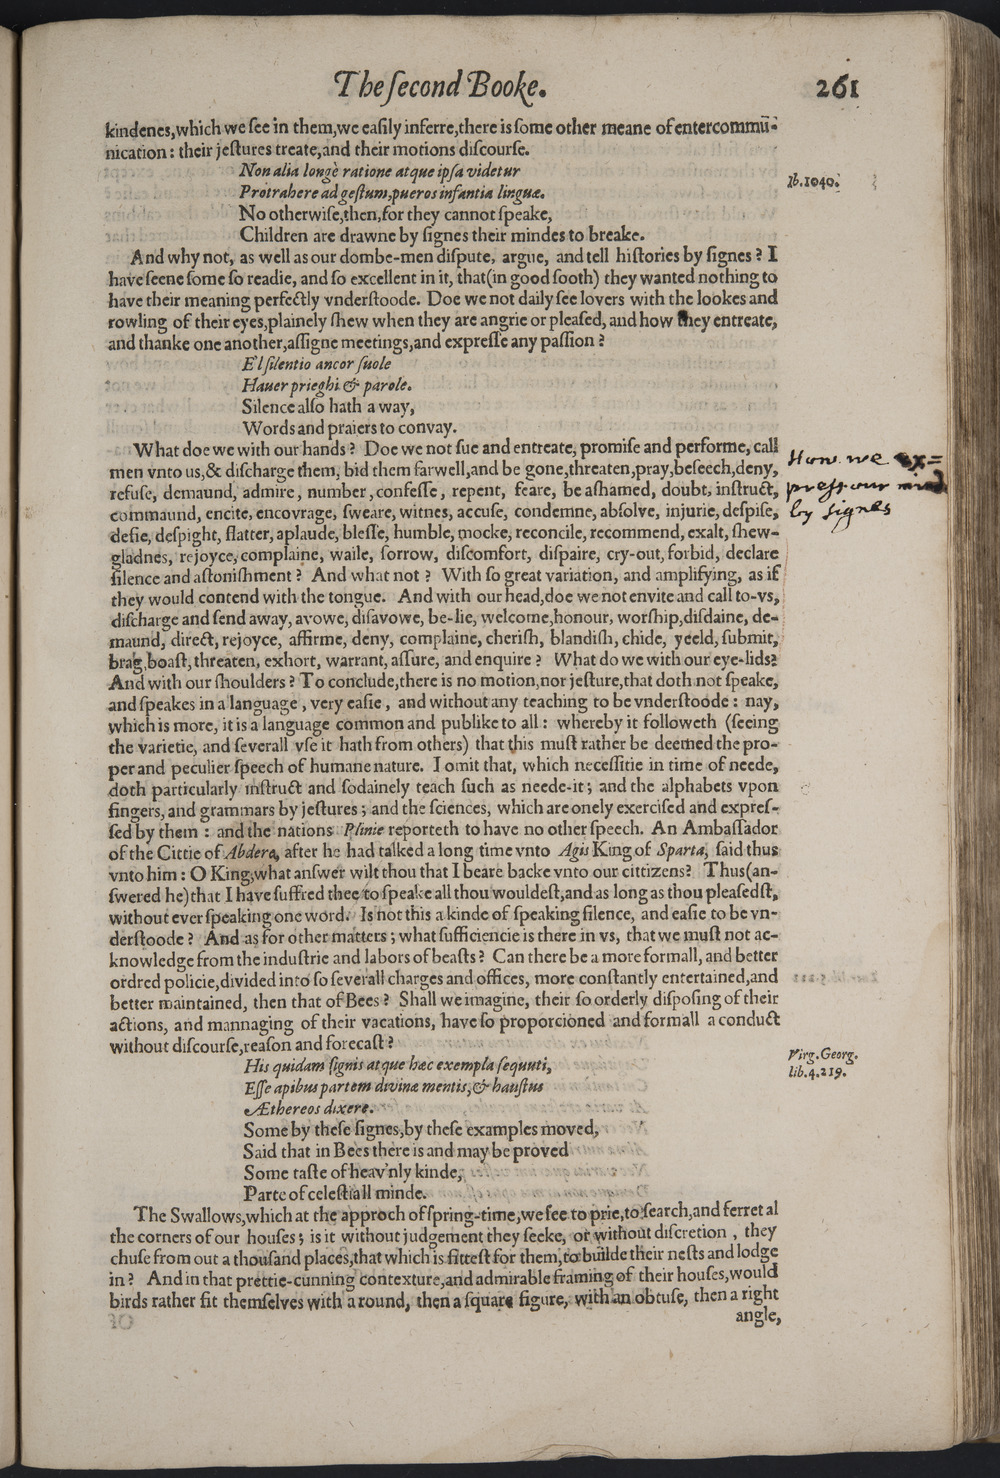 The ſecond Booke. 261
kindenes,which we ſee in them,we eaſily inferre,there is ſome other meane of entercommū-
nication: their jeſtures treate,and their motions diſcourſe.
Non alia longè ratione atque ipſa videtur
Protrahere ad geſtum,pueros infantia linguæ.
Ib.1040.
No otherwiſe,then,for they cannot ſpeake,
Children are drawne by ſignes their mindes to breake.
And why not, as well as our dombe-men diſpute, argue, and tell hiſtories by ſignes? I
have ſeene ſome ſo readie, and ſo excellent in it, that(in good ſooth) they wanted nothing to
have their meaning perfectly vnderſtoode. Doe we not daily ſee lovers with the lookes and
rowling of their eyes,plainely ſhew when they are angrie or pleaſed, and how they entreate,
and thanke one another,aſſigne meetings,and expreſſe any paſſion?
E'l ſilentio ancor ſuole
Hauer prieghi & parole.
Silence alſo hath a way,
Words and praiers to convay.
What doe we with our hands? Doe we not ſue and entreate, promiſe and performe, call
men vnto us,& diſcharge them, bid them farwell,and be gone,threaten,pray,beſeech,deny,
refuſe, demaund, admire, number, confeſſe, repent, feare, be aſhamed, doubt, inſtruct,
commaund, encite, encovrage, ſweare, witnes, accuſe, condemne, abſolve, injurie, deſpiſe,
defie, deſpight, flatter, aplaude, bleſſe, humble, mocke, reconcile, recommend, exalt, ſhew-
gladnes, rejoyce, complaine, waile, ſorrow, diſcomfort, diſpaire, cry-out, forbid, declare
ſilence and aſtoniſhment? And what not? With ſo great variation, and amplifying, as if
they would contend with the tongue. And with our head,doe we not envite and call to-vs,
diſcharge and ſend away, avowe, diſavowe, be-lie, welcome,honour, worſhip,diſdaine, de-
maund, direct, rejoyce, affirme, deny, complaine, cheriſh, blandiſh, chide, yeeld, ſubmit,
brag,boaſt, threaten, exhort, warrant, aſſure, and enquire? What do we with our eye-lids?
And with our ſhoulders? To conclude,there is no motion,nor jeſture,that doth not ſpeake,
and ſpeakes in a language, very eaſie, and without any teaching to be vnderſtoode: nay,
which is more, it is a language common and publike to all: whereby it followeth (ſeeing
the varietie, and ſeverall vſe it hath from others) that this muſt rather be deemed the pro-
per and peculier ſpeech of humane nature. I omit that, which neceſſitie in time of neede,
doth particularly inſtruct and ſodainely teach ſuch as neede-it; and the alphabets vpon
fingers, and grammars by jeſtures; and the ſciences, which are onely exerciſed and expreſ-
ſed by them: and the nations Plinie reporteth to have no other ſpeech. An Ambaſſador
of the Cittie of Abdera, after he had talked a long time vnto Agis King of Sparta, ſaid thus
vnto him: O King,what anſwer wilt thou that I beare backe vnto our cittizens? Thus(an-
ſwered he)that I have ſuffred thee to ſpeake all thou wouldeſt,and as long as thou pleaſedſt,
without ever ſpeaking one word. Is not this a kinde of ſpeaking ſilence, and eaſie to be vn-
derſtoode? And as for other matters; what ſufficiencie is there in vs, that we muſt not ac-
knowledge from the induſtrie and labors of beaſts? Can there be a more formall, and better
ordred policie,divided into ſo ſeverall charges and offices, more conſtantly entertained,and
better maintained, then that of Bees? Shall we imagine, their ſo orderly diſpoſing of their
actions, and mannaging of their vacations, have ſo proporcioned and formall a conduct
without diſcourſe,reaſon and forecaſt?
How we ex=
preſs our mind
by signes
His quidam ſignis atque hæc exempla ſequuti,
Eſſe apibus partem divinæ mentis,& hauſtus
Æthereos dixere.
Virg.Georg.
lib.4.219.
Some by theſe ſignes,by theſe examples moved,
Said that in Bees there is and may be proved
Some taſte of heav'nly kinde,
Parte of celeſtiall minde.
The Swallows,which at the approch of ſpring-time,we ſee to prie,to ſearch,and ferret al
the corners of our houſes; is it without judgement they ſeeke, or without diſcretion, they
chuſe from out a thouſand places,that which is fitteſt for them,to builde their neſts and lodge
in? And in that prettie-cunning contexture,and admirable framing of their houſes,would
birds rather fit themſelves with a round, then a ſquare figure, with an obtuſe, then a right
angle,